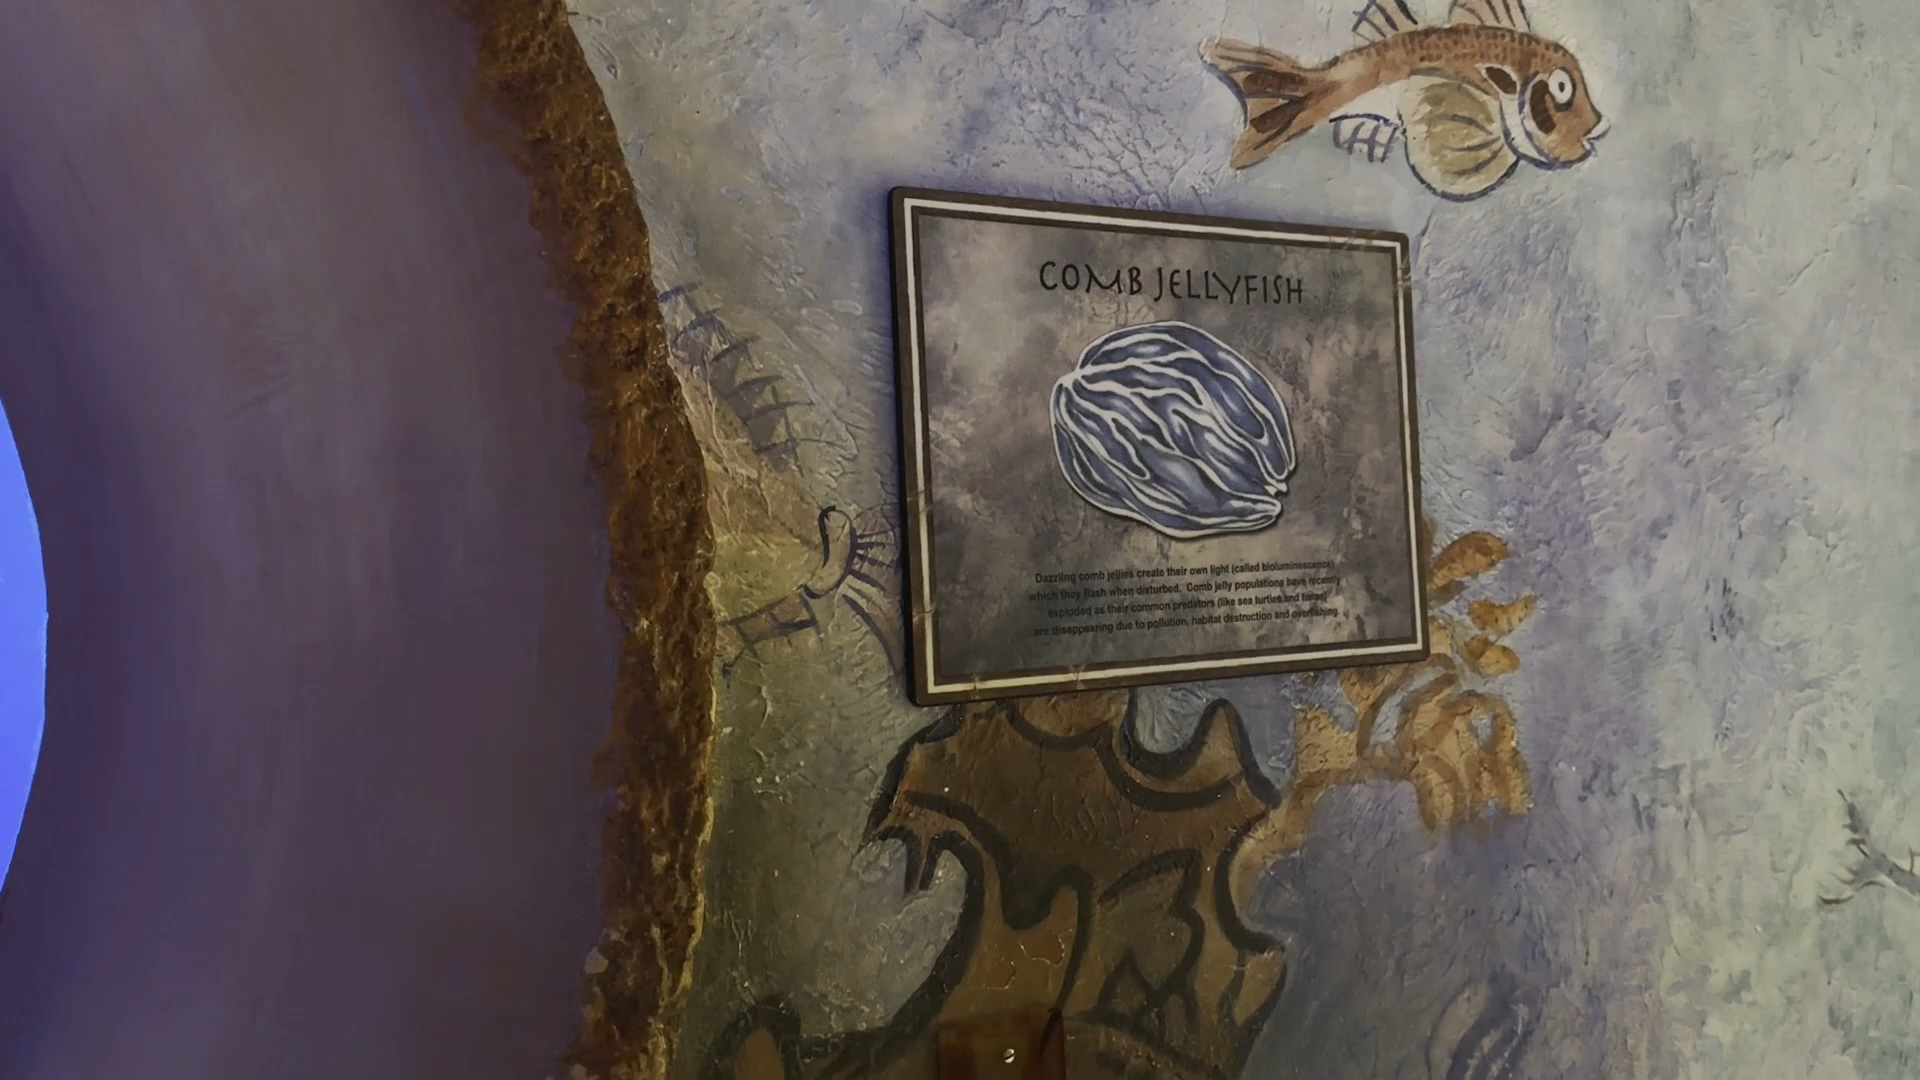 COMB JELLYFISH
Dazzling comb jellies create their own light (called bioluminescence)
which they flash when disturbed. Comb jelly populations have recently
exploded as their common predators (like sea turtles and tunas)
are disappearing due to pollution, habitat destruction and overfishing.